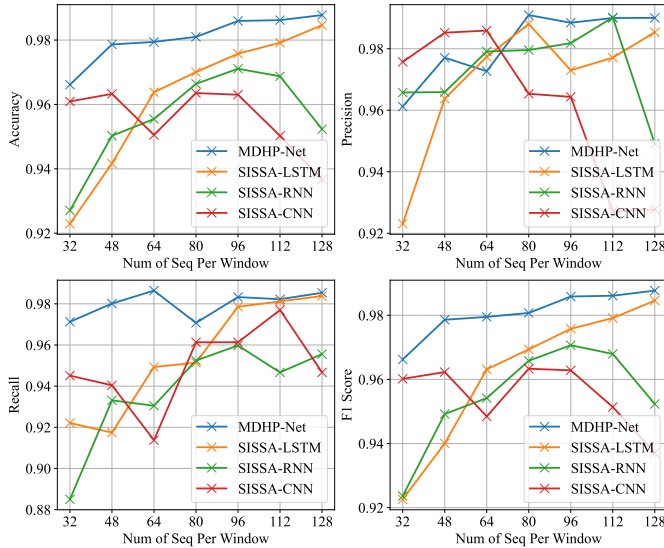 Accuracy
0.98
0.96
0.94
0.92
MDHP-Net
SISSA-LSTM
SISSA-RNN
SISSA-CNN
32 48 64 80 96 112 128
Num of Seq Per Window
Precision
0.98
0.96
0.94
0.92
MDHP-Net
SISSA-LSTM
SISSA-RNN
SISSA-CNN
32 48 64 80 96 112 128
Num of Seq Per Window
Recall
0.98
0.96
0.94
0.92
0.90
0.88
MDHP-Net
SISSA-LSTM
SISSA-RNN
SISSA-CNN
32 48 64 80 96 112 128
Num of Seq Per Window
F1 Score
0.98
0.96
0.94
0.92
MDHP-Net
SISSA-LSTM
SISSA-RNN
SISSA-CNN
32 48 64 80 96 112 128
Num of Seq Per Window